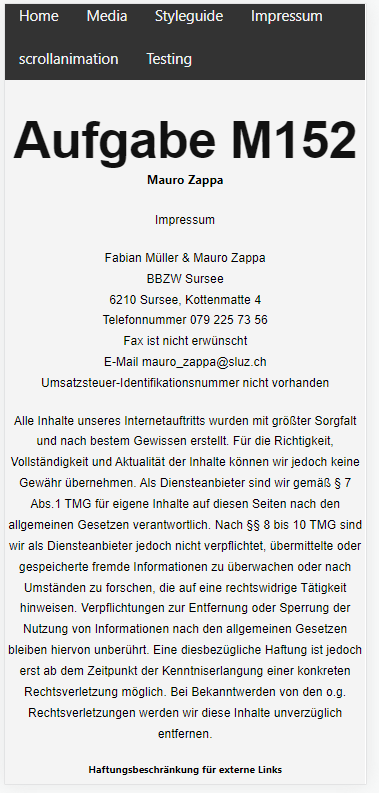 Home Media Styleguide Impressum
scrollanimation Testing
Aufgabe M152
Mauro Zappa
Impressum
Fabian Müller & Mauro Zappa
BBZW Sursee
6210 Sursee, Kottenmatte 4
Telefonnummer 079 225 73 56
Fax ist nicht erwünscht
E-Mail mauro_zappa@sluz.ch
Umsatzsteuer-Identifikationsnummer nicht vorhanden
Alle Inhalte unseres Internetauftritts wurden mit größter Sorgfalt
und nach bestem Gewissen erstellt. Für die Richtigkeit,
Vollständigkeit und Aktualität der Inhalte können wir jedoch keine
Gewähr übernehmen. Als Diensteanbieter sind wir gemäß § 7
Abs.1 TMG für eigene Inhalte auf diesen Seiten nach den
allgemeinen Gesetzen verantwortlich. Nach §§ 8 bis 10 TMG sind
wir als Diensteanbieter jedoch nicht verpflichtet, übermittelte oder
gespeicherte fremde Informationen zu überwachen oder nach
Umständen zu forschen, die auf eine rechtswidrige Tätigkeit
hinweisen. Verpflichtungen zur Entfernung oder Sperrung der
Nutzung von Informationen nach den allgemeinen Gesetzen
bleiben hiervon unberührt. Eine diesbezügliche Haftung ist jedoch
erst ab dem Zeitpunkt der Kenntniserlangung einer konkreten
Rechtsverletzung möglich. Bei Bekanntwerden von den o.g.
Rechtsverletzungen werden wir diese Inhalte unverzüglich
entfernen.
Haftungsbeschränkung für externe Links